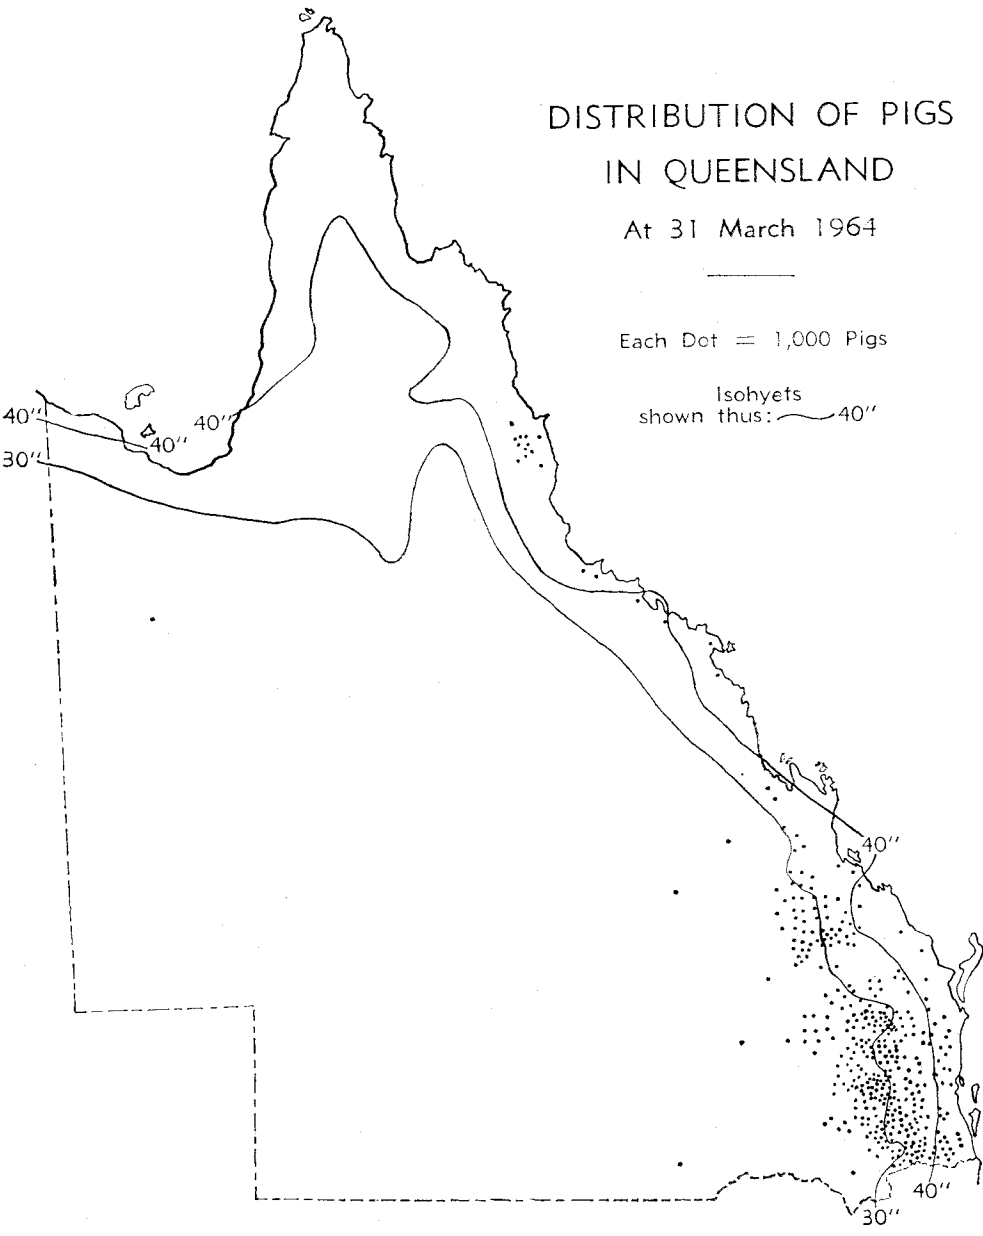 DISTRIBUTION OF PIGS
IN QUEENSLAND
At 31 March 1964
Each Dot = 1,000 Pigs
Isohyets
shown thus: 40"
40"
40"
40"
30"
40"
40"
30"